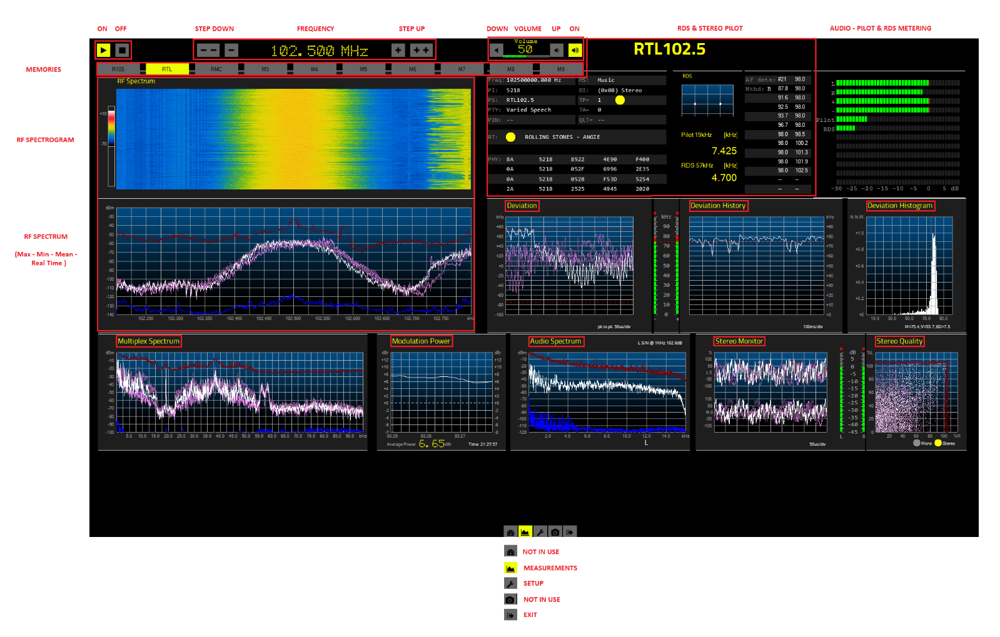 ON OFF STEP DOWN FREQUENCY STEP UP DOWN VOLUME UP ON RDS & STEREO PILOT AUDIO - PILOT & RDS METERING
102.500 MHz
Volume
50
RTL102.5
MEMORIES
R105 RTL RMC M3 M4 M5 M6 M7 M8 M9
RF Spectrum
+10
-70
RF SPECTROGRAM
Freq: 102500000.000 Hz MS: Music
PI: 5218 DI: (0x08) Stereo
PS: RTL102.5 TP= 1
PTY: Varied Speech TA= 0
PIN: -- QLT= --
RT: ROLLING STONES - ANGIE
PHY: 8A 5218 8522 4E90 F400
0A 5218 052F 6996 2E35
0A 5218 0528 F53D 5254
2A 5218 2525 4945 2020
RDS
Pilot 19kHz [kHz]
7.425
RDS 57kHz [kHz]
4.700
AF data: #21 98.0
Mthd: B 87.8 98.0
91.6 98.0
92.5 98.0
93.7 98.0
96.7 98.0
98.0 98.5
98.0 100.2
98.0 101.3
98.0 101.9
98.0 102.5
-- --
-- --
L
R
+
-
Pilot
RDS
-30 -25 -20 -15 -10 -5 0 5 dB
RF SPECTRUM
(Max - Min - Mean -
Real Time )
dBm
-30
-40
-50
-60
-70
-80
-90
-100
-110
-120
-130
-140
102.250 102.300 102.350 102.400 102.450 102.500 102.550 102.600 102.650 102.700 102.750 kHz
Deviation
kHz
+80
+60
+40
+20
+0
-20
-40
-60
-80
-100
pk to pk 50us/div
kHz
90
80
70
60
50
40
30
20
10
0
- +
Deviation History
kHz
+90
+80
+70
+60
+50
+40
+30
+20
+10
+0
100ms/div
Deviation Histogram
N.N.M.
+1.0
+0.8
+0.6
+0.4
+0.2
+0
10.0 30.0 50.0 70.0 90.0
M=75.4,V=55.7,SD=7.5
Multiplex Spectrum
dBm
-10
-20
-30
-40
-50
-60
-70
-80
-90
-100
5.0 10.0 15.0 20.0 25.0 30.0 35.0 40.0 45.0 50.0 55.0 60.0 65.0 70.0 75.0 80.0 85.0 90.0 kHz
Modulation Power
dBr dBr
+12 +12
+10 +10
+8 +8
+6 +6
+4 +4
+2 +2
+0 +0
-2 -2
-4 -4
-6 -6
-8 -8
93:25 93:26 93:27
Average Power 6.65 dBr Time: 21:27:57
Audio Spectrum
L S/N @ 1KHz 102.6dB
dBm
-10
-20
-30
-40
-50
-60
-70
-80
-90
-100
-110
-120
2.0 4.0 6.0 8.0 10.0 12.0 14.0 kHz
L
Stereo Monitor
%
100
50
L 0
-50
-100
100
50
R 0
-50
-100
50us/div
dB
5
0
-5
-10
-15
-20
-25
-30
-35
-40
-45
L R
Stereo Quality
%L
100
80
60
40
20
0
20 40 60 80 100 %R
Mono Stereo
NOT IN USE
MEASUREMENTS
SETUP
NOT IN USE
EXIT